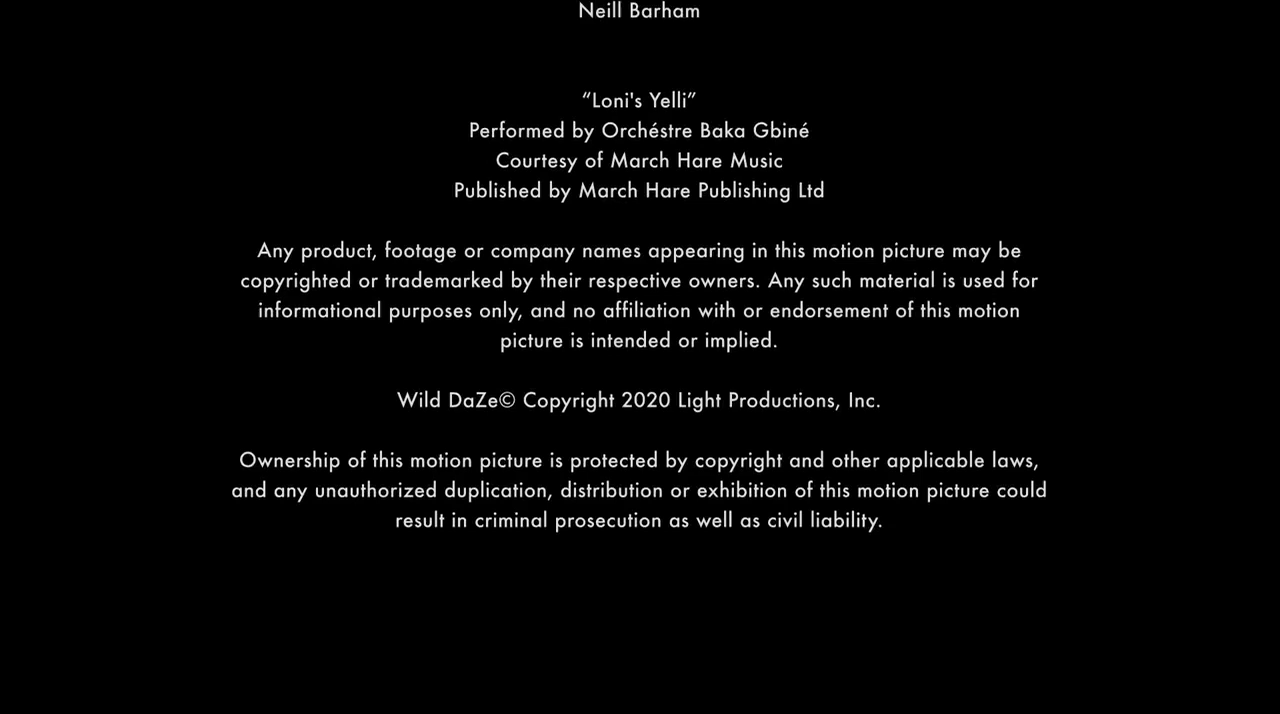 Neill Barham
“Loni's Yelli”
Performed by Orchéstre Baka Gbiné
Courtesy of March Hare Music
Published by March Hare Publishing Ltd
Any product, footage or company names appearing in this motion picture may be
copyrighted or trademarked by their respective owners. Any such material is used for
informational purposes only, and no affiliation with or endorsement of this motion
picture is intended or implied.
Wild DaZe© Copyright 2020 Light Productions, Inc.
Ownership of this motion picture is protected by copyright and other applicable laws,
and any unauthorized duplication, distribution or exhibition of this motion picture could
result in criminal prosecution as well as civil liability.